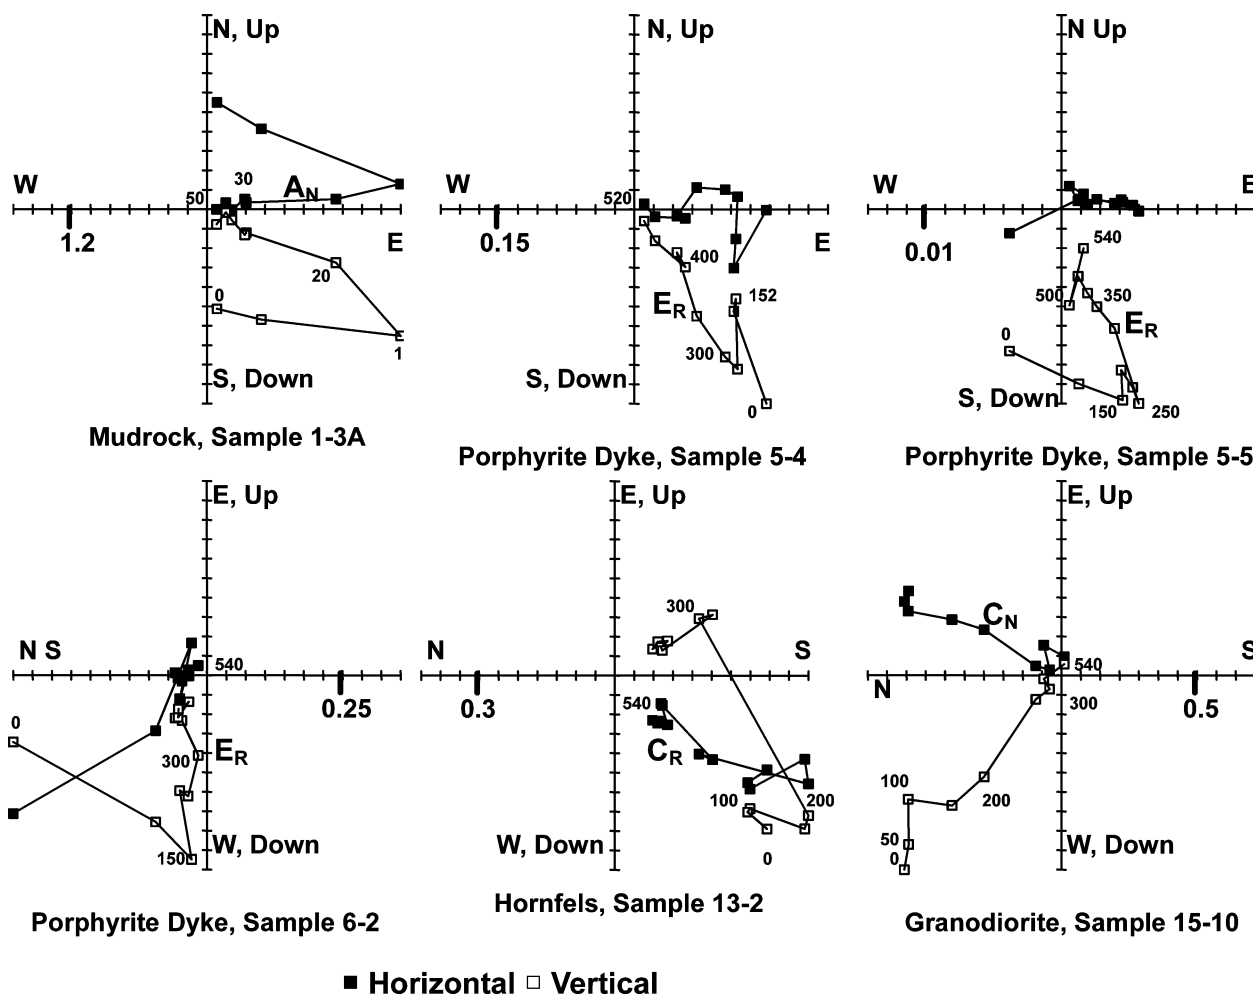 N, Up
W
50
30
A_N
E
1.2
20
0
1
S, Down
Mudrock, Sample 1-3A
N, Up
W
520
E
0.15
400
E_R
152
300
S, Down
0
Porphyrite Dyke, Sample 5-4
N Up
W
E
0.01
540
500
350
E_R
0
S, Down
150
250
Porphyrite Dyke, Sample 5-5
E, Up
N S
540
0.25
0
E_R
300
W, Down
150
Porphyrite Dyke, Sample 6-2
E, Up
300
N
S
0.3
540
C_R
100
200
W, Down
0
Hornfels, Sample 13-2
E, Up
C_N
S
540
N
300
0.5
100
200
50
0
W, Down
Granodiorite, Sample 15-10
Horizontal
Vertical